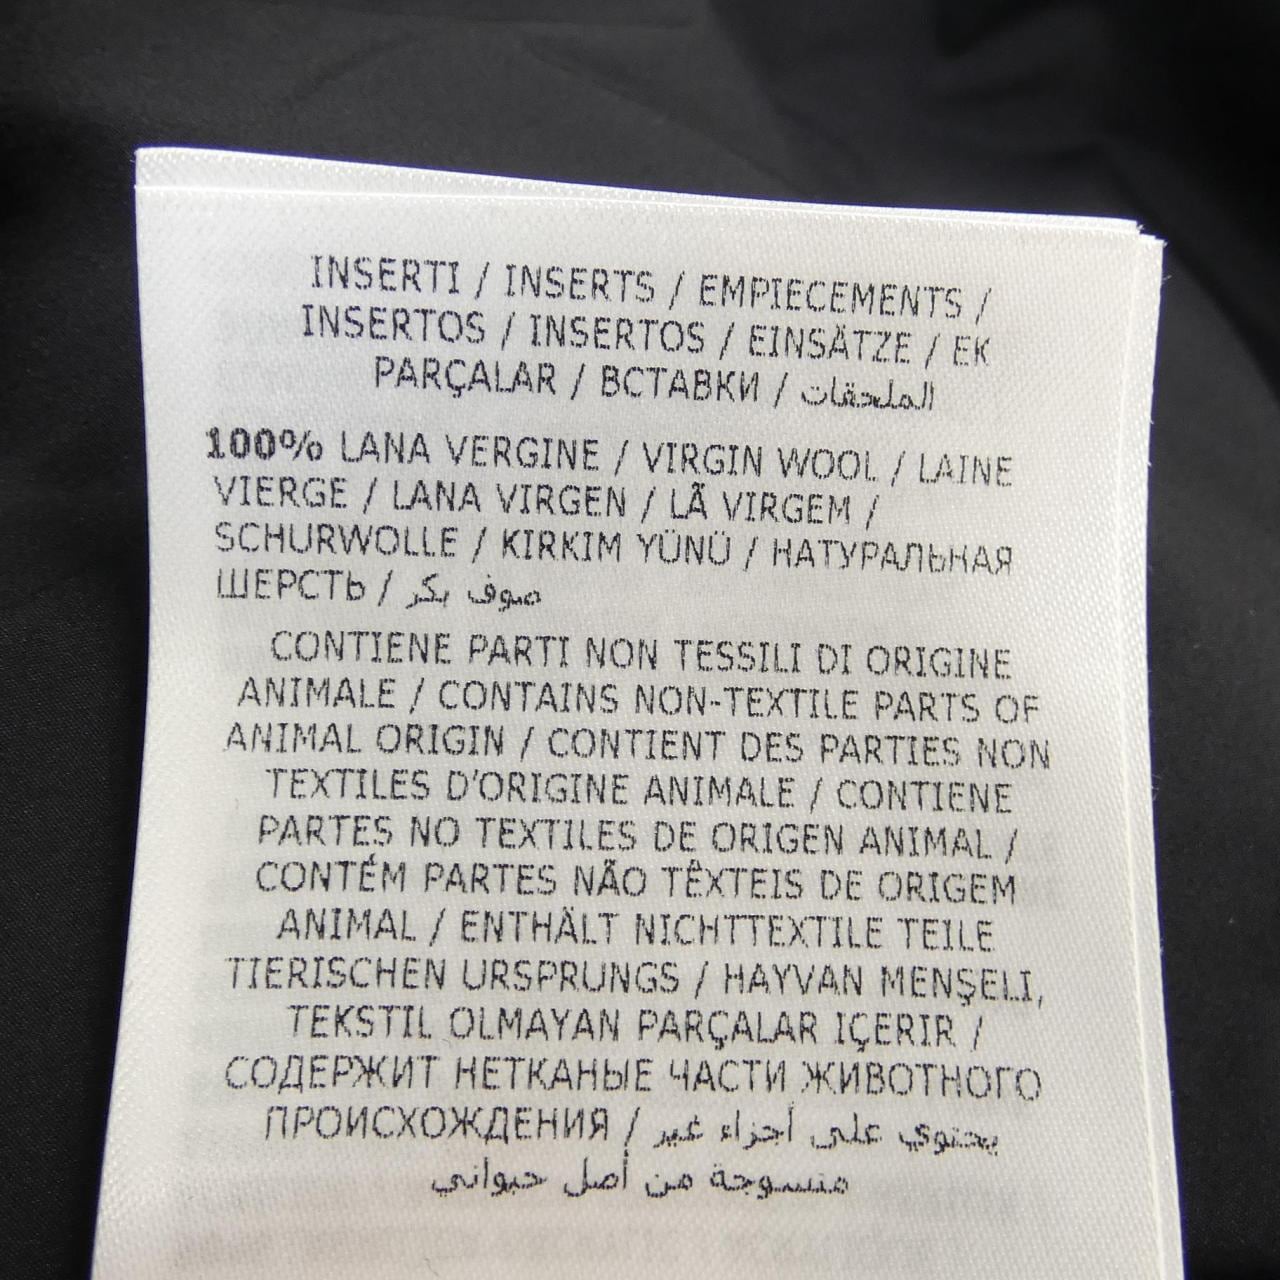 INSERTI / INSERTS / EMPIECEMENTS /
INSERTOS / INSERTOS / EINSÄTZE / EK
PARÇALAR / ВСТАВКИ / الملحقات
100% LANA VERGINE / VIRGIN WOOL / LAINE
VIERGE / LANA VIRGEN / LÃ VIRGEM /
SCHURWOLLE / KIRKIM YÜNÜ / НАТУРАЛЬНАЯ
ШЕРСТЬ / صوف بكر
CONTIENE PARTI NON TESSILI DI ORIGINE
ANIMALE / CONTAINS NON-TEXTILE PARTS OF
ANIMAL ORIGIN / CONTIENT DES PARTIES NON
TEXTILES D'ORIGINE ANIMALE / CONTIENE
PARTES NO TEXTILES DE ORIGEN ANIMAL /
CONTÉM PARTES NÃO TÊXTEIS DE ORIGEM
ANIMAL / ENTHÄLT NICHTTEXTILE TEILE
TIERISCHEN URSPRUNGS / HAYVAN MENŞELI,
TEKSTIL OLMAYAN PARÇALAR IÇERIR /
СОДЕРЖИТ НЕТКАНЫЕ ЧАСТИ ЖИВОТНОГО
ПРОИСХОЖДЕНИЯ / يحتوي على أجزاء غير
منسوجة من أصل حيواني